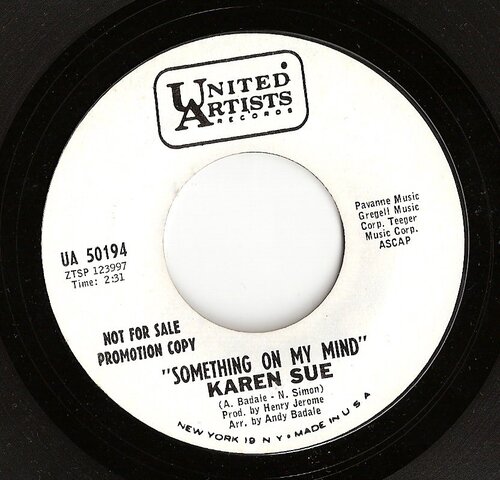 UNITED
ARTISTS
RECORDS
Pavanne Music
Gregell Music
Corp. Teeger
Music Corp.
ASCAP
UA 50194
ZTSP 123997
Time: 2:31
NOT FOR SALE
PROMOTION COPY
"SOMETHING ON MY MIND"
KAREN SUE
(A. Badale - N. Simon)
Prod. by Henry Jerome
Arr. by Andy Badale
NEW YORK 19 N.Y. • MADE IN U S A